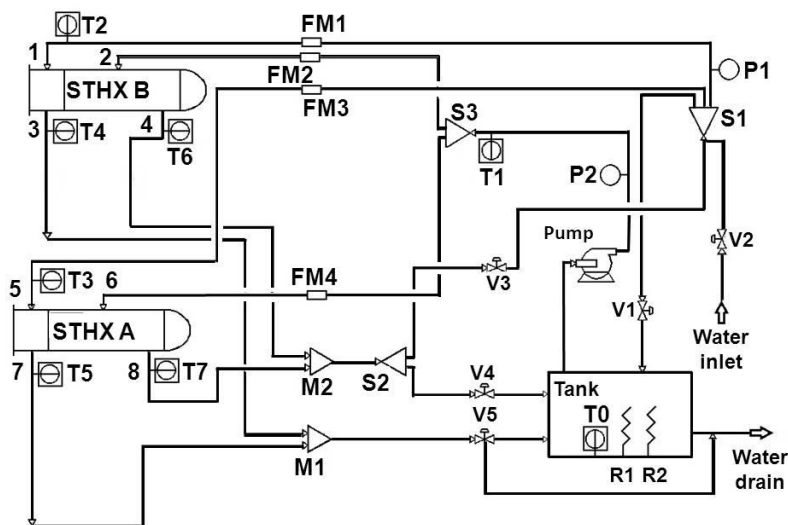 T2
FM1
1
2
P1
STHX B
FM2
FM3
S1
3
4
T4
T6
S3
T1
P2
V2
Pump
V3
5
T3
6
FM4
V1
Water
inlet
STHX A
7
T5
8
T7
M2
S2
V4
Tank
T0
V5
M1
R1 R2
Water
drain